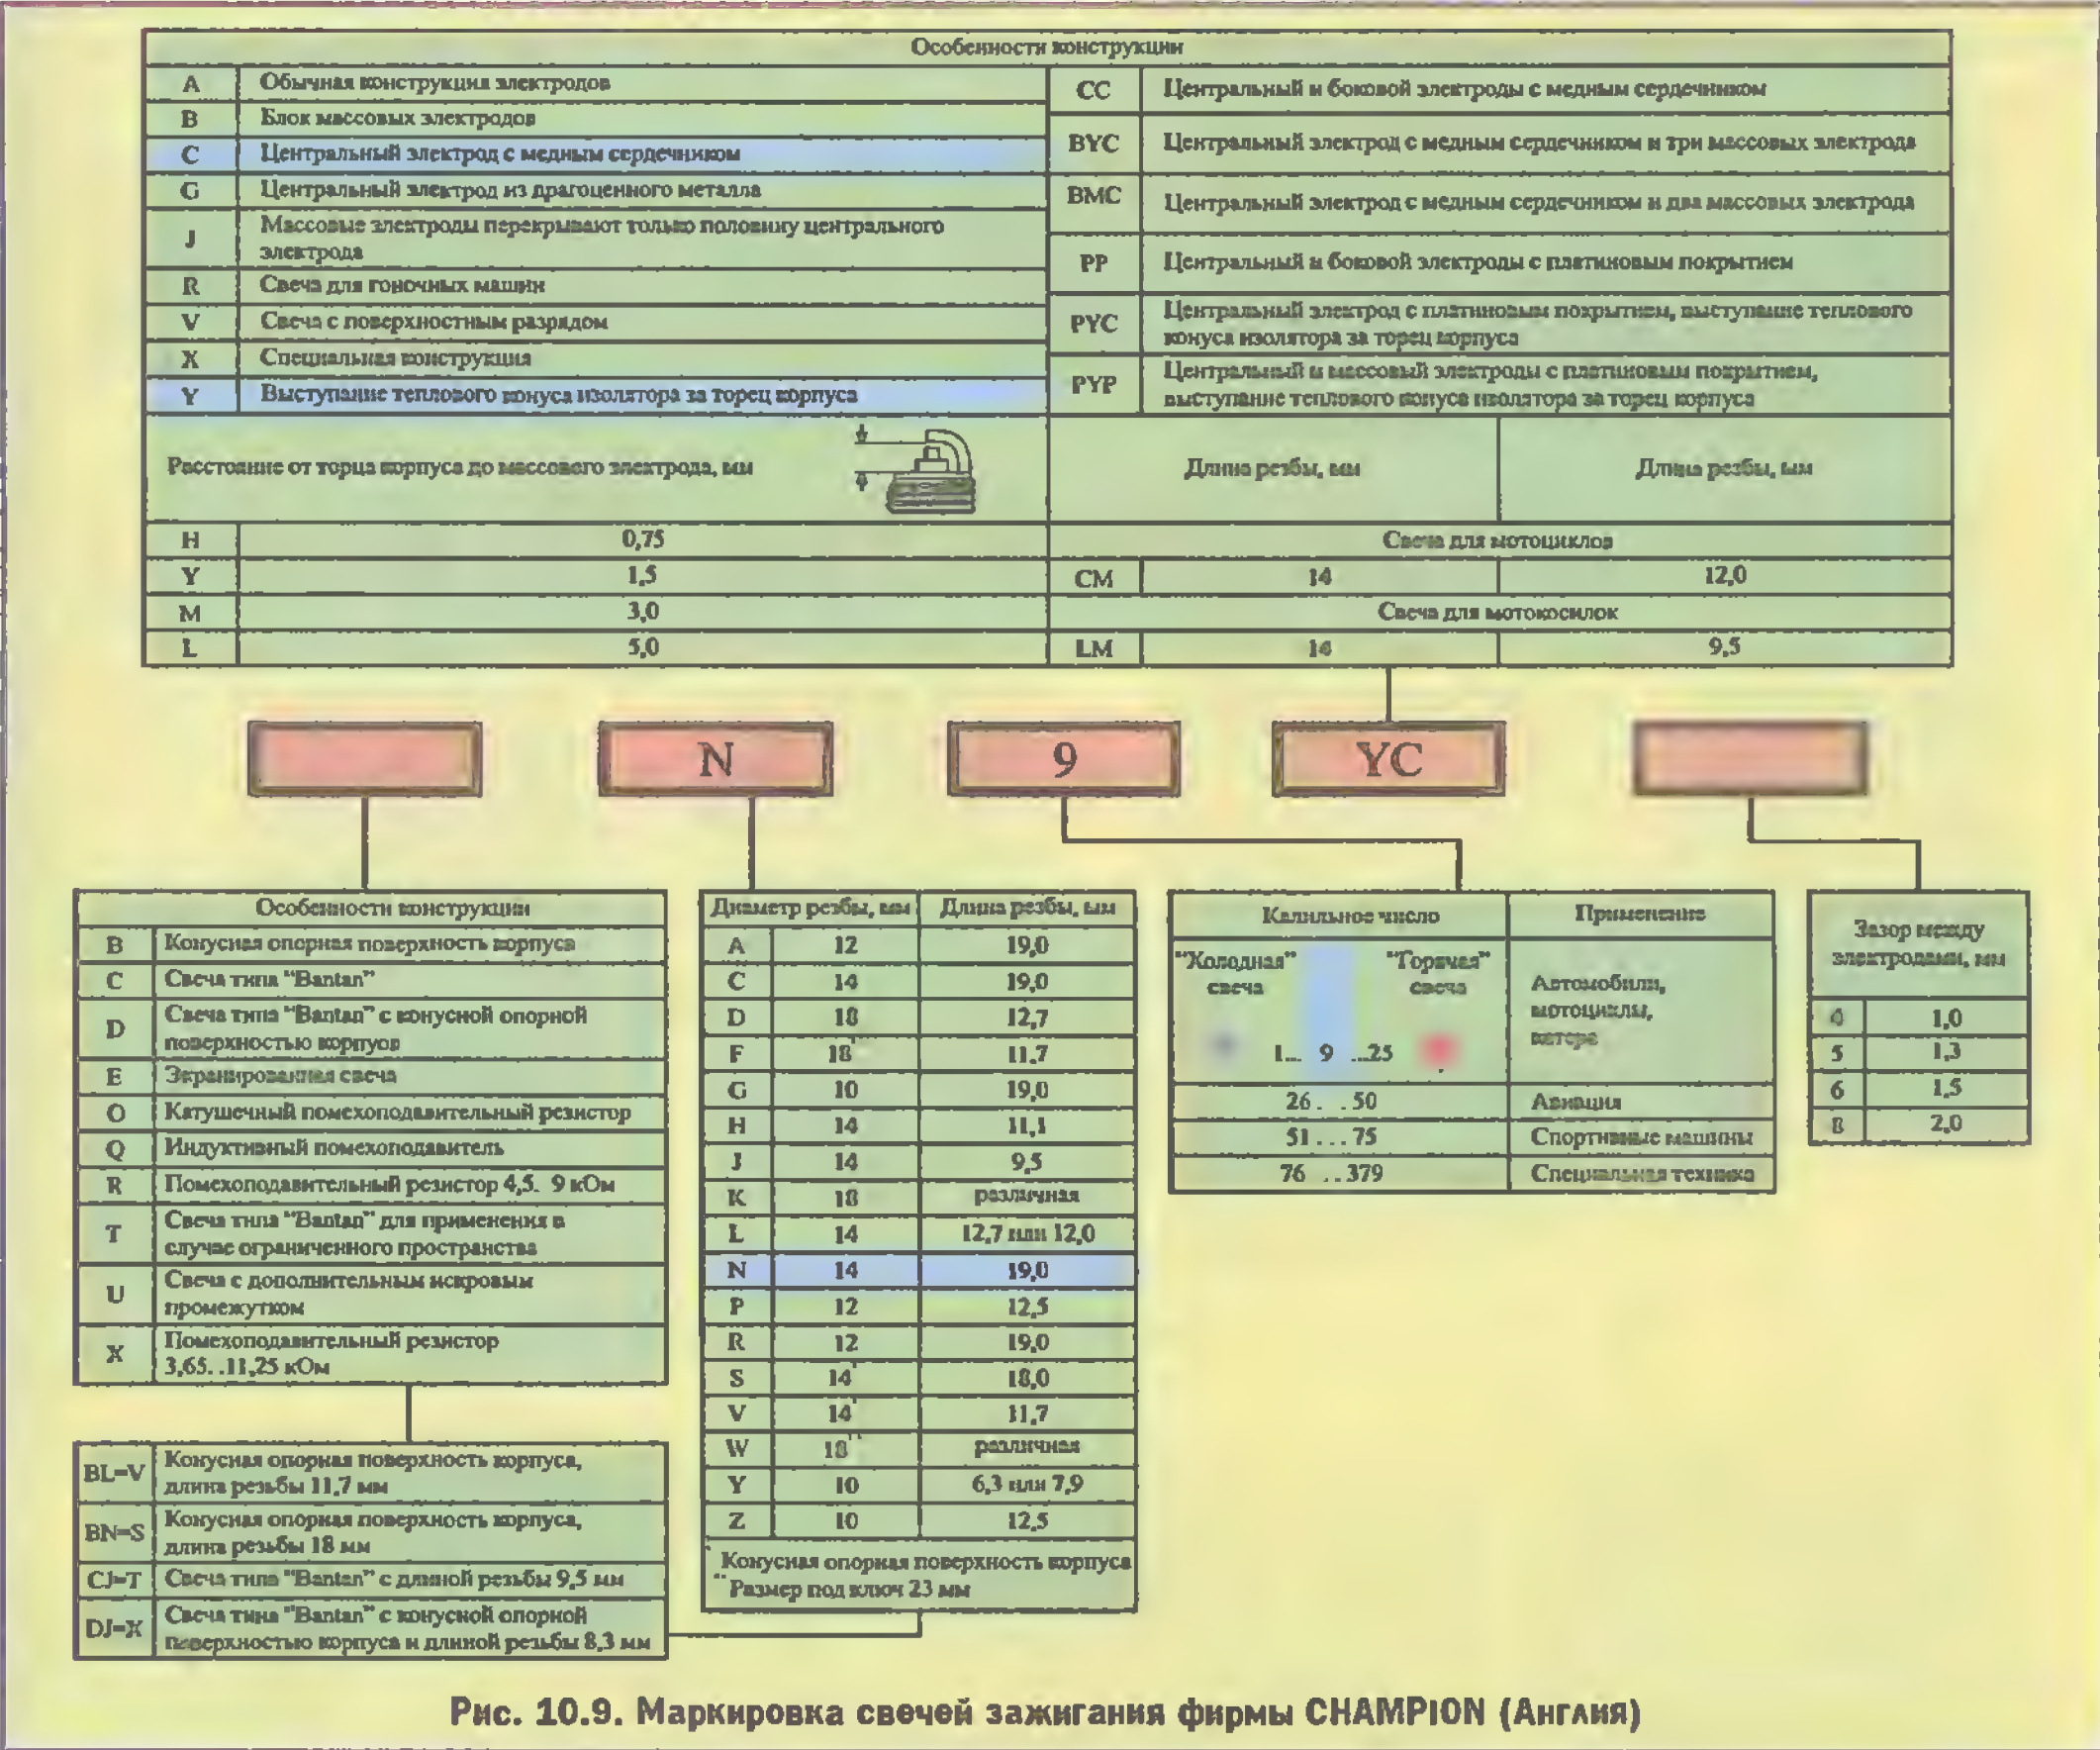 Особенности конструкции
A Обычная конструкция электродов
B Блок массовых электродов
C Центральный электрод с медным сердечником
G Центральный электрод из драгоценного металла
J Массовые электроды перекрывают только половину центрального
электрода
R Свеча для гоночных машин
V Свеча с поверхностным разрядом
X Специальная конструкция
Y Выступание теплового конуса изолятора за торец корпуса
CC Центральный и боковой электроды с медным сердечником
BYC Центральный электрод с медным сердечником и три массовых электрода
BMC Центральный электрод с медным сердечником и два массовых электрода
PP Центральный и боковой электроды с платиновым покрытием
PYC Центральный электрод с платиновым покрытием, выступание теплового
конуса изолятора за торец корпуса
PYP Центральный и массовый электроды с платиновым покрытием,
выступание теплового конуса изолятора за торец корпуса
Расстояние от торца корпуса до массового электрода, мм
H 0,75
Y 1,5
M 3,0
L 5,0
Длина резбы, мм Длина резбы, мм
Свеча для мотоциклов
CM 14 12,0
Свеча для мотокосилок
LM 14 9,5
N 9 YC
Особенности конструкции
B Конусная опорная поверхность корпуса
C Свеча типа "Bantan"
D Свеча типа "Bantan" с конусной опорной
поверхностью корпуов
E Экранированная свеча
O Катушечный помехоподавительный резистор
Q Индуктивный помехоподавитель
R Помехоподавительный резистор 4,5. 9 кОм
T Свеча типа "Bantan" для применения в
случае ограниченного пространства
U Свеча с дополнительным искровым
промежутком
X Помехоподавительный резистор
3,65. .11,25 кОм
BL=V Конусная опорная поверхность корпуса,
длина резьбы 11,7 мм
BN=S Конусная опорная поверхность корпуса,
длина резьбы 18 мм
CJ=T Свеча типа "Bantan" с длиной резьбы 9,5 мм
DJ=X Свеча типа "Bantan" с конусной опорной
поверхностью корпуса и длиной резьбы 8,3 мм
Диаметр резбы, мм Длина резбы, мм
A 12 19,0
C 14 19,0
D 18 12,7
F 18* 11.7
G 10 19,0
H 14 11,1
J 14 9,5
K 18 различная
L 14 12,7 или 12,0
N 14 19,0
P 12 12,5
R 12 19,0
S 14* 18,0
V 14* 11,7
W 18** различная
Y 10 6,3 или 7,9
Z 10 12,5
* Конусная опорная поверхность корпуса
** Размер под ключ 23 мм
Калильное число Применение
"Холодная" "Горячая"
свеча свеча
1... 9 ...25
Автомобили,
мотоциклы,
катера
26. . .50 Авиация
51 . . . 75 Спортивные машины
76 . . .379 Специальная техника
Зазор между
электродами, мм
4 1,0
5 1,3
6 1,5
8 2,0
Рис. 10.9. Маркировка свечей зажигания фирмы CHAMPION (Англия)